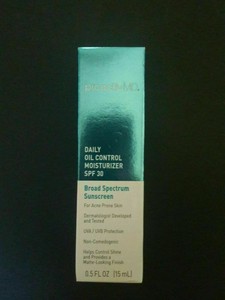 DAILY
OIL CONTROL
MOISTURIZER
SPF 30
Broad Spectrum
Sunscreen
For Acne Prone Skin
Dermatologist Developed
and Tested
UVA / UVB Protection
Non-Comedogenic
Helps Control Shine
and Provides a
Matte-Looking Finish
0.5 FL OZ (15 mL)